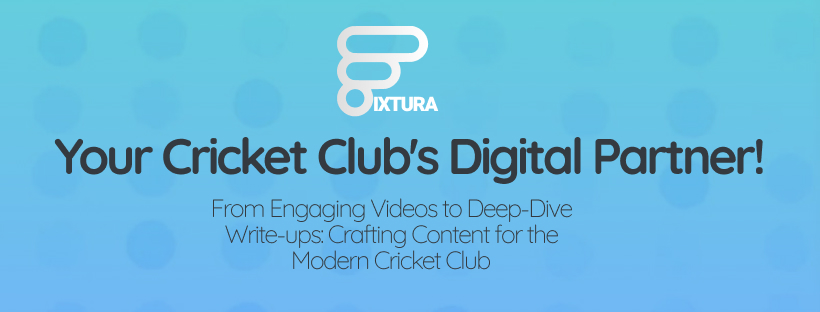 FIXTURA
Your Cricket Club's Digital Partner!
From Engaging Videos to Deep-Dive
Write-ups: Crafting Content for the
Modern Cricket Club